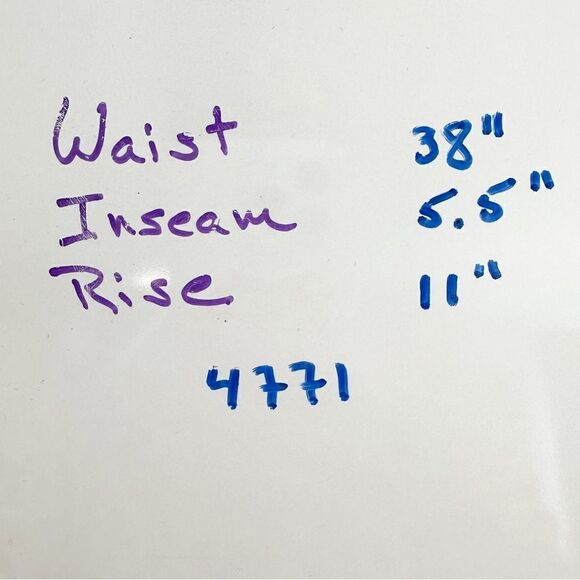 Waist 38"
Inseam 5.5"
Rise 11"
4771